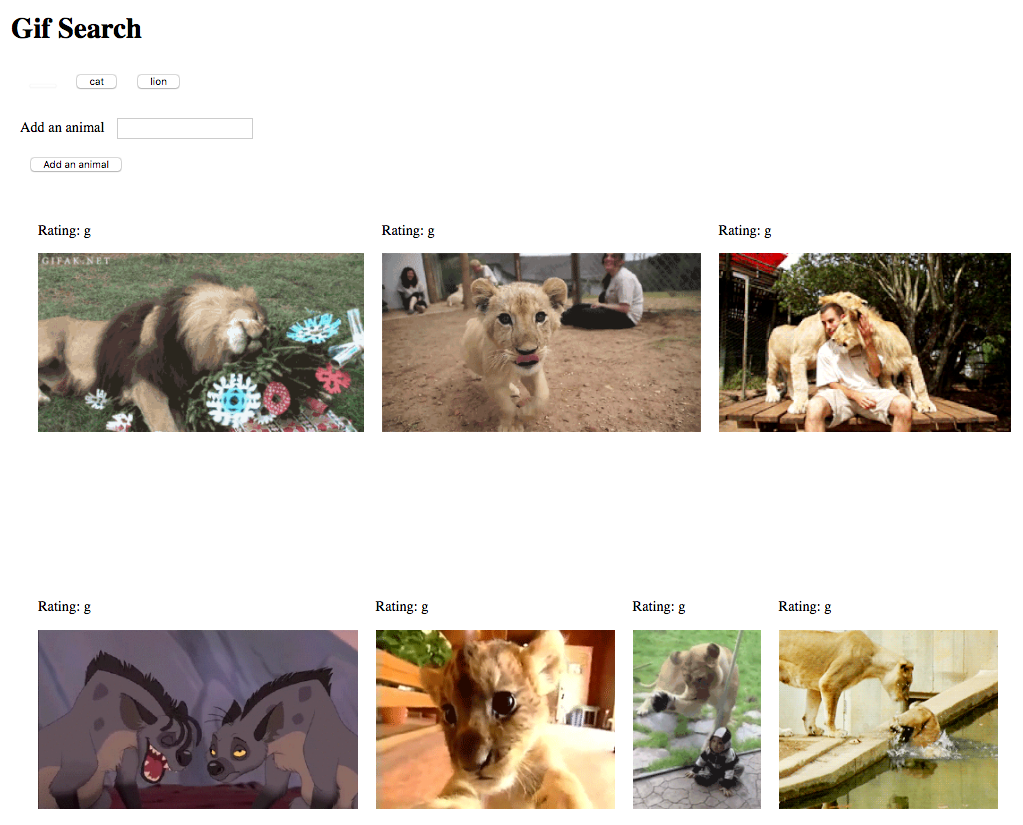 Gif Search
cat lion
Add an animal
Add an animal
Rating: g Rating: g Rating: g
GIFAK.NET
Rating: g Rating: g Rating: g Rating: g